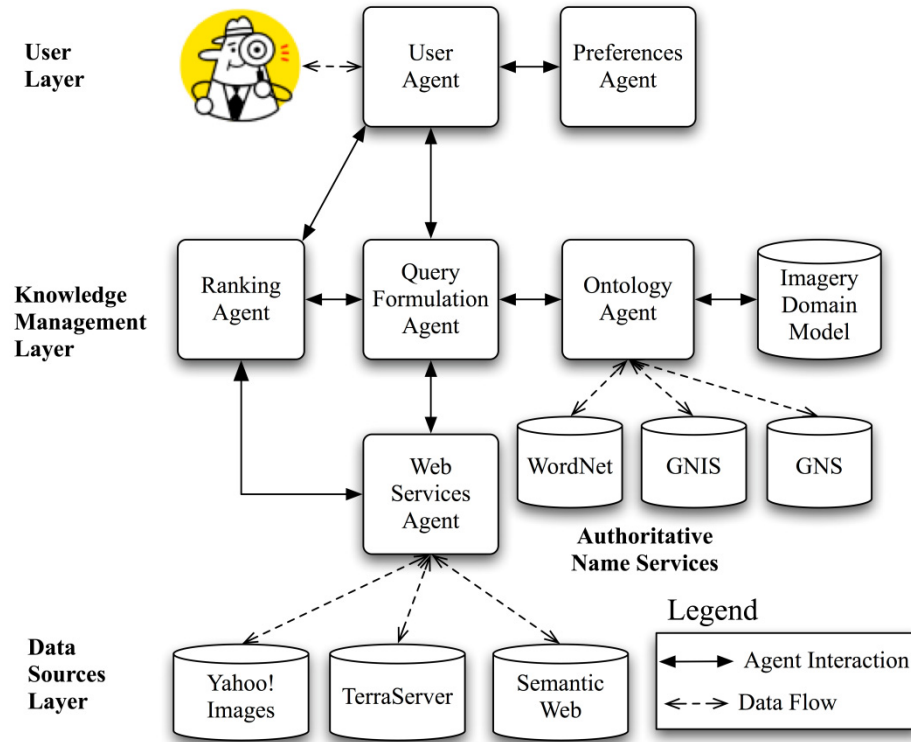 User
Layer
User
Agent
Preferences
Agent
Knowledge
Management
Layer
Ranking
Agent
Query
Formulation
Agent
Ontology
Agent
Imagery
Domain
Model
Web
Services
Agent
WordNet
GNIS
GNS
Authoritative
Name Services
Data
Sources
Layer
Yahoo!
Images
TerraServer
Semantic
Web
Legend
Agent Interaction
Data Flow